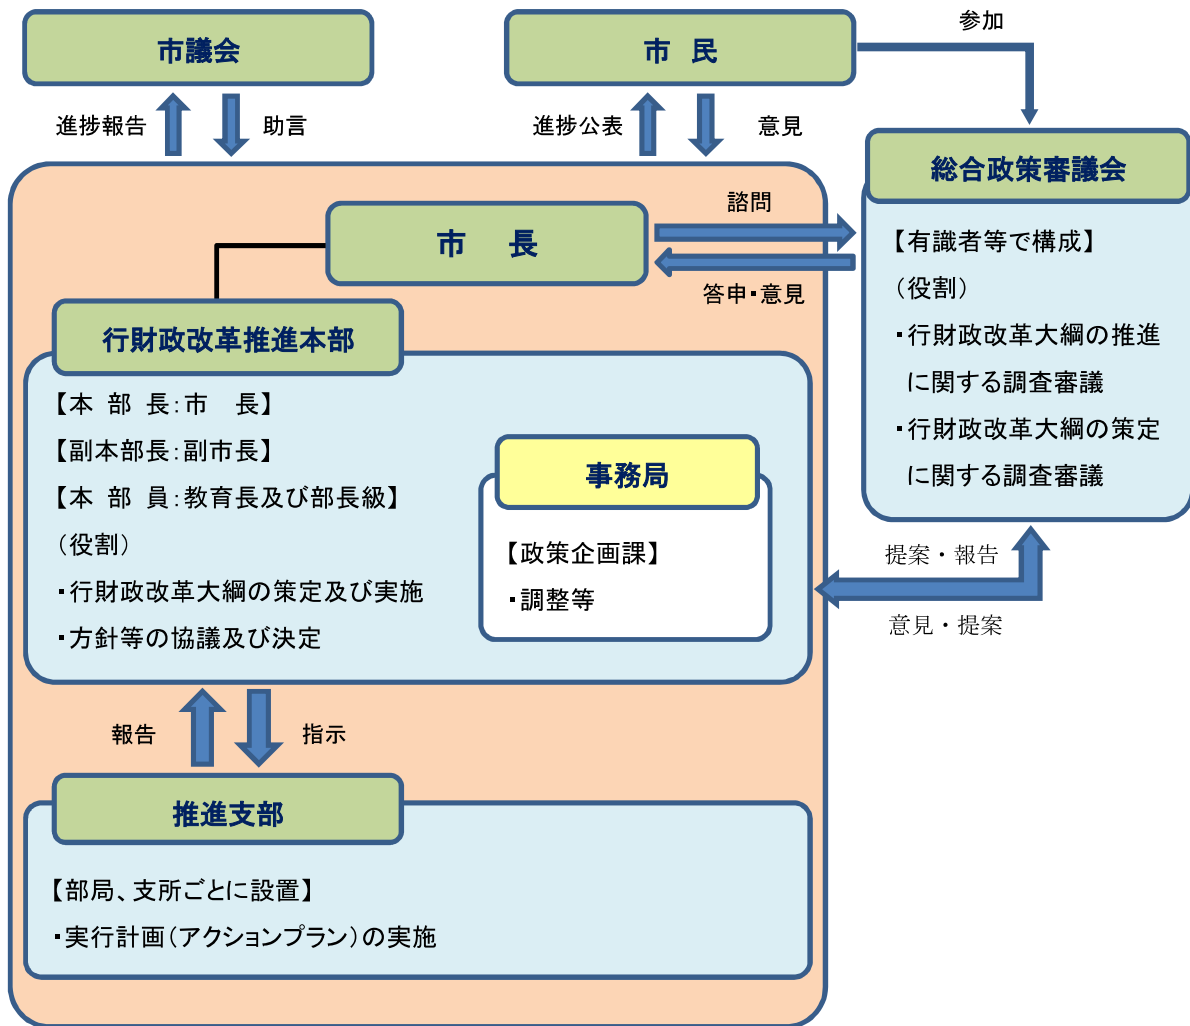 市議会
市 民
参加
進捗報告
助言
進捗公表
意見
総合政策審議会
【有識者等で構成】
（役割）
・行財政改革大綱の推進
に関する調査審議
・行財政改革大綱の策定
に関する調査審議
市 長
諮問
答申・意見
行財政改革推進本部
【本 部 長：市 長】
【副本部長：副市長】
【本 部 員：教育長及び部長級】
（役割）
・行財政改革大綱の策定及び実施
・方針等の協議及び決定
事務局
【政策企画課】
・調整等
提案・報告
意見・提案
報告
指示
推進支部
【部局、支所ごとに設置】
・実行計画（アクションプラン）の実施